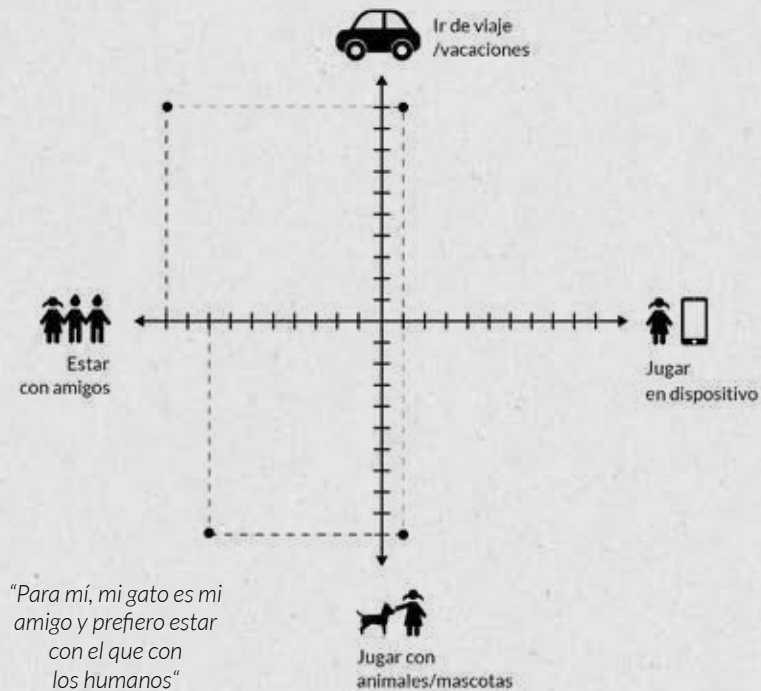 Ir de viaje
/vacaciones
Estar
con amigos
Jugar
en dispositivo
“Para mí, mi gato es mi
amigo y prefiero estar
con el que con
los humanos“
Jugar con
animales/mascotas